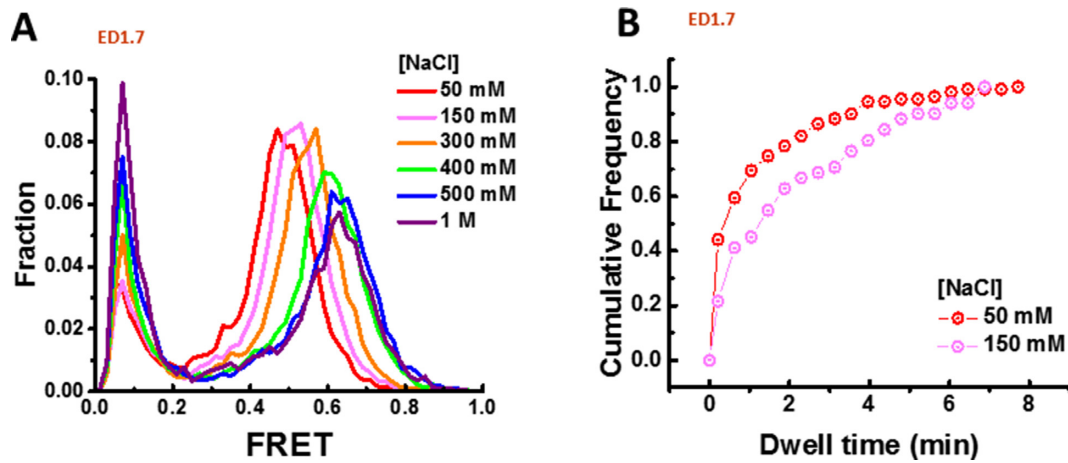 A
ED1.7
[NaCl]
50 mM
150 mM
300 mM
400 mM
500 mM
1 M
0.10
0.08
0.06
0.04
0.02
0.00
Fraction
0.0 0.2 0.4 0.6 0.8 1.0
FRET
B
ED1.7
1.0
0.8
0.6
0.4
0.2
0.0
Cumulative Frequency
[NaCl]
50 mM
150 mM
0 2 4 6 8
Dwell time (min)